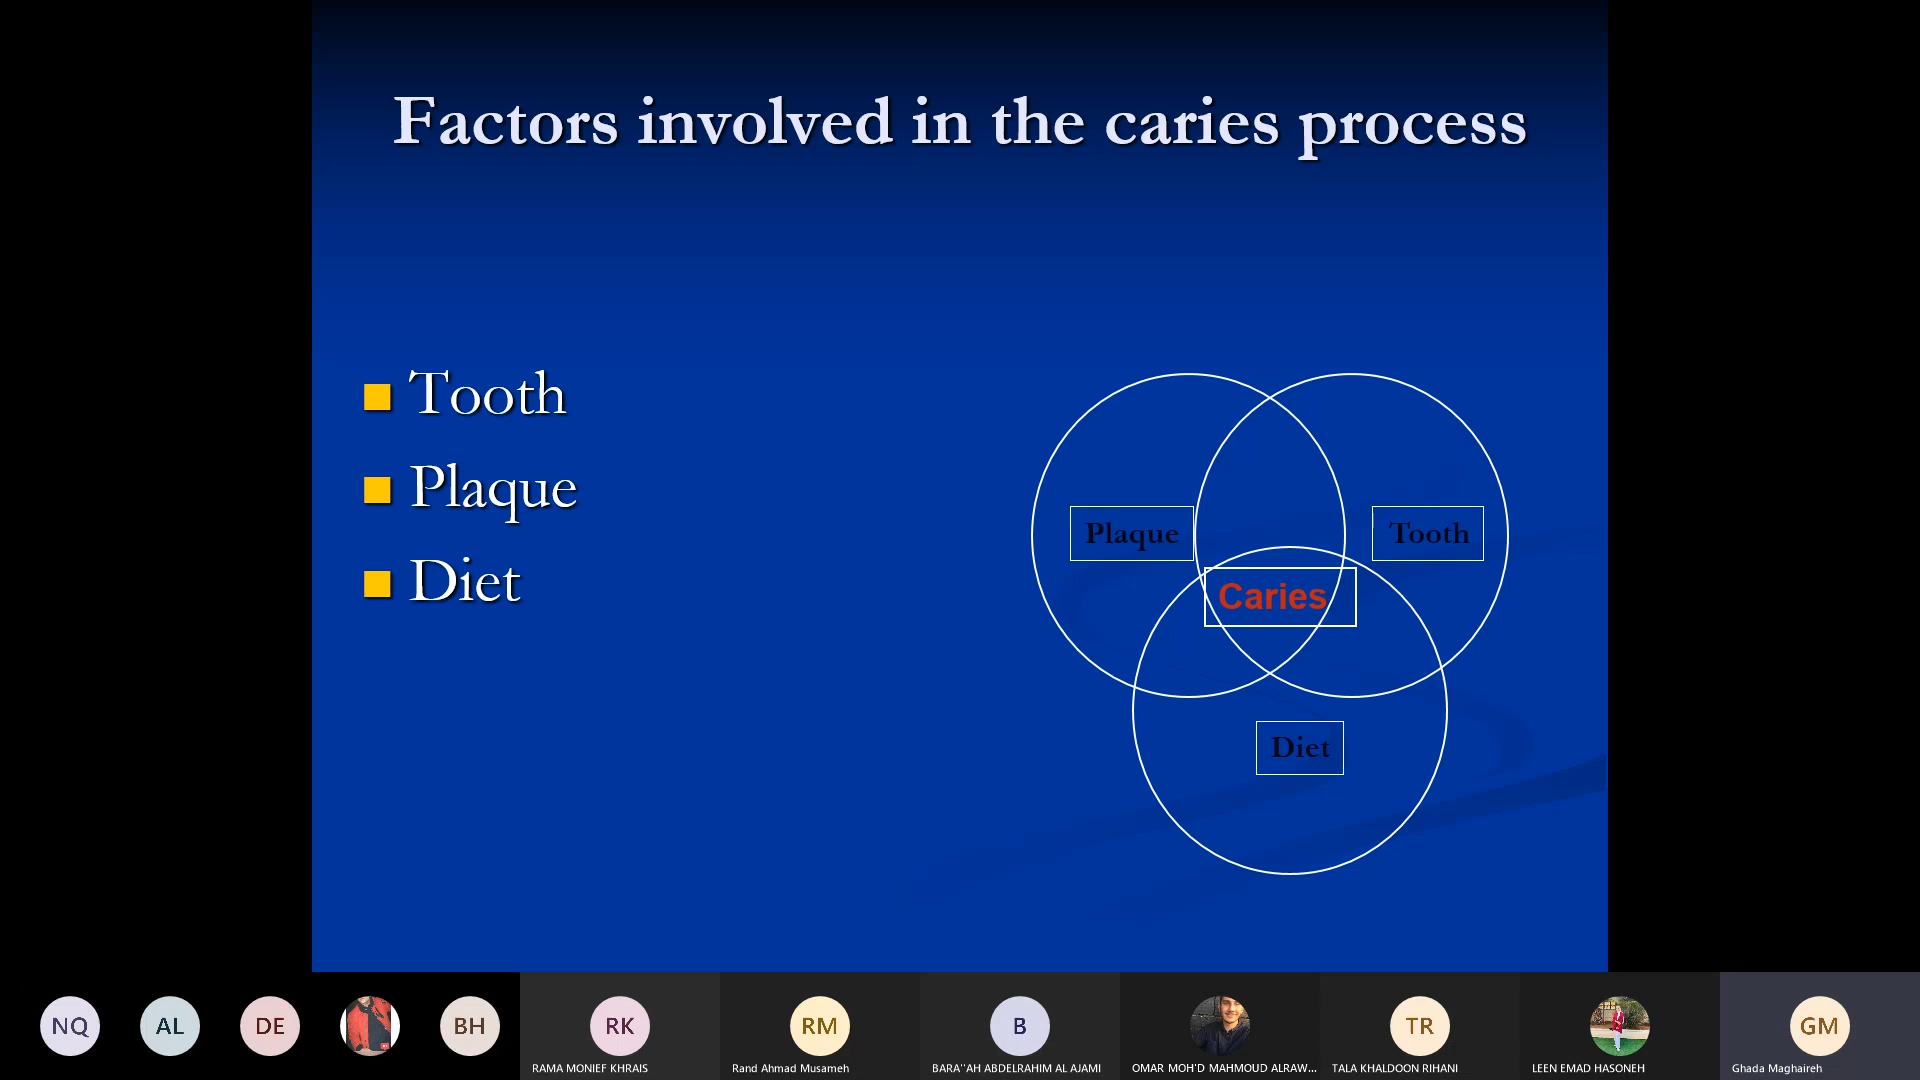 Factors involved in the caries process
Tooth
Plaque
Diet
Plaque
Tooth
Caries
Diet
NQ
AL
DE
BH
RK
RM
B
TR
GM
RAMA MONIEF KHRAIS
Rand Ahmad Musameh
BARA''AH ABDELRAHIM AL AJAMI
OMAR MOH'D MAHMOUD ALRAW...
TALA KHALDOON RIHANI
LEEN EMAD HASONEH
Ghada Maghaireh